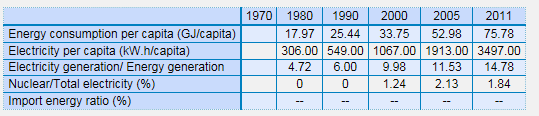 1970 1980 1990 2000 2005 2011
Energy consumption per capita (GJ/capita) 17.97 25.44 33.75 52.98 75.78
Electricity per capita (kW.h/capita) 306.00 549.00 1067.00 1913.00 3497.00
Electricity generation/ Energy generation 4.72 6.00 9.98 11.53 14.78
Nuclear/Total electricity (%) 0 0 1.24 2.13 1.84
Import energy ratio (%) -- -- -- -- --